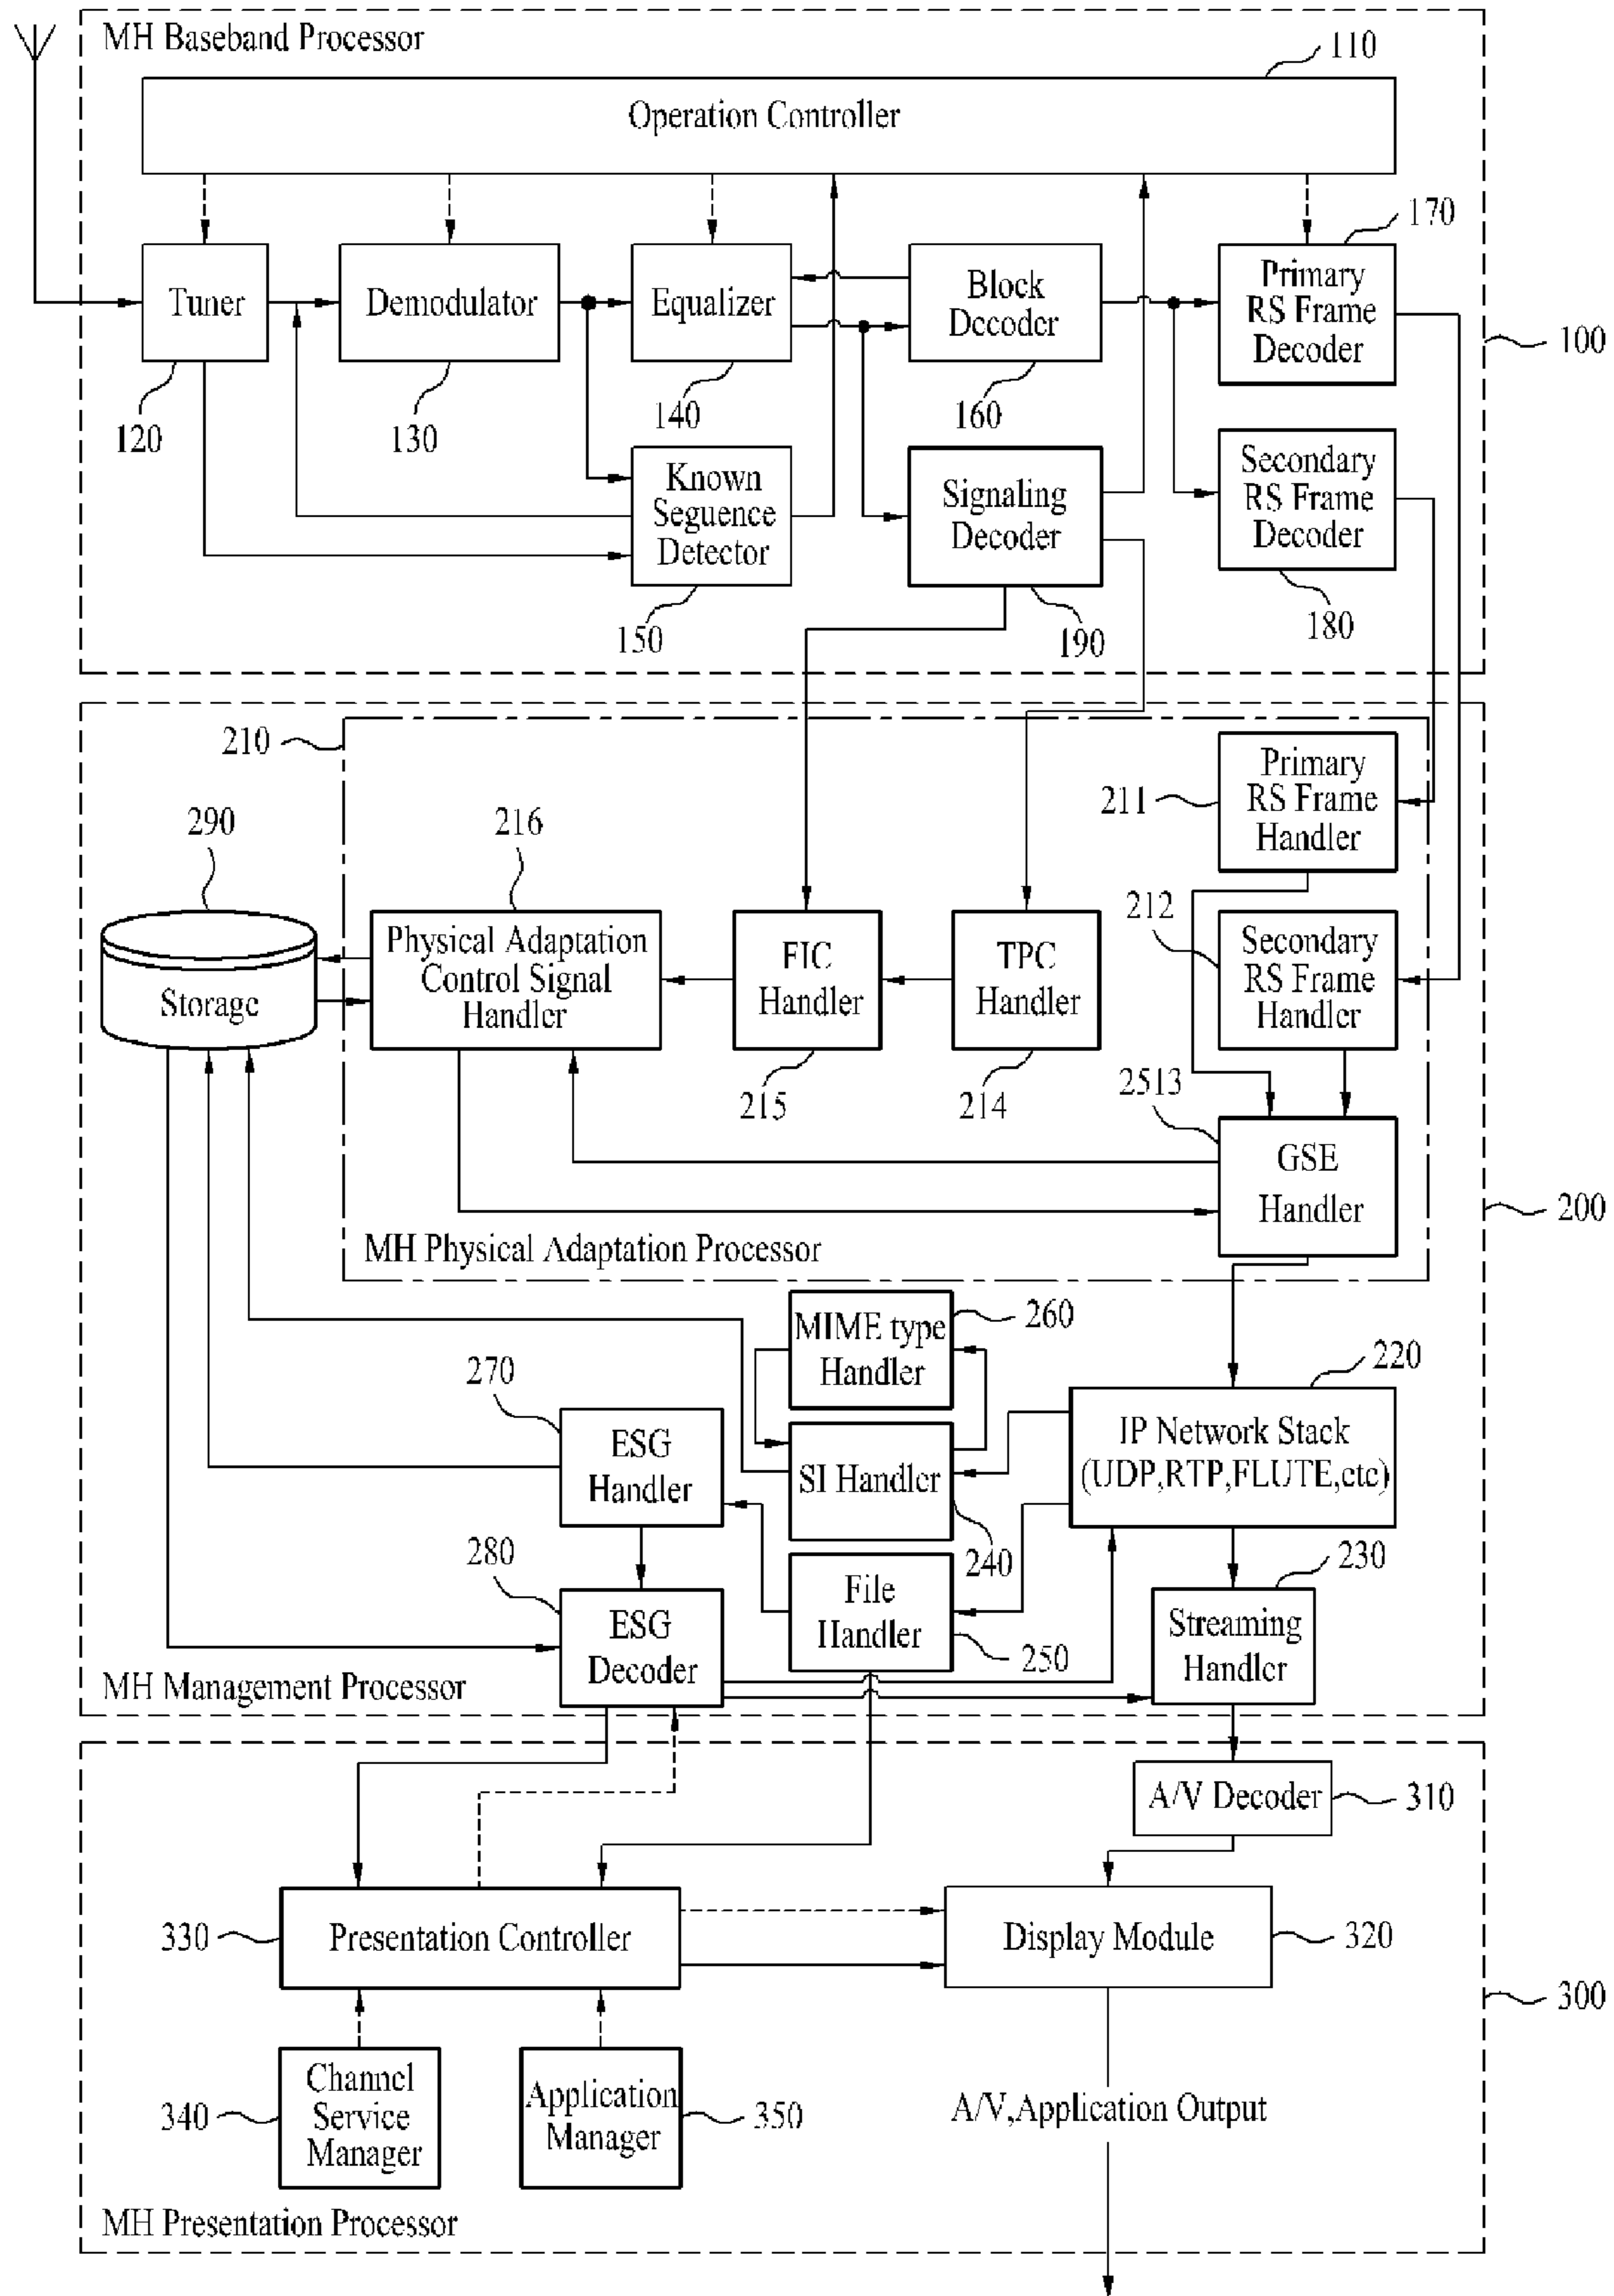 MH Baseband Processor
110
Operation Controller
170
Tuner
Demodulator
Equalizer
Block
Decoder
Primary
RS Frame
Decoder
100
120
130
140
160
Known
Seguence
Detector
Signaling
Decoder
Secondary
RS Frame
Decoder
150
190
180
210
Primary
RS Frame
Handler
211
290
216
212
Storage
Physical Adaptation
Control Signal
Handler
FIC
Handler
TPC
Handler
Secondary
RS Frame
Handler
215
214
2513
GSE
Handler
200
MH Physical Adaptation Processor
MIME type
Handler
260
220
270
ESG
Handler
SI Handler
IP Network Stack
(UDP,RTP,FLUTE,etc)
240
280
230
ESG
Decoder
File
Handler
250
Streaming
Handler
MH Management Processor
A/V Decoder
310
330
Presentation Controller
Display Module
320
300
340
Channel
Service
Manager
Application
Manager
350
A/V,Application Output
MH Presentation Processor